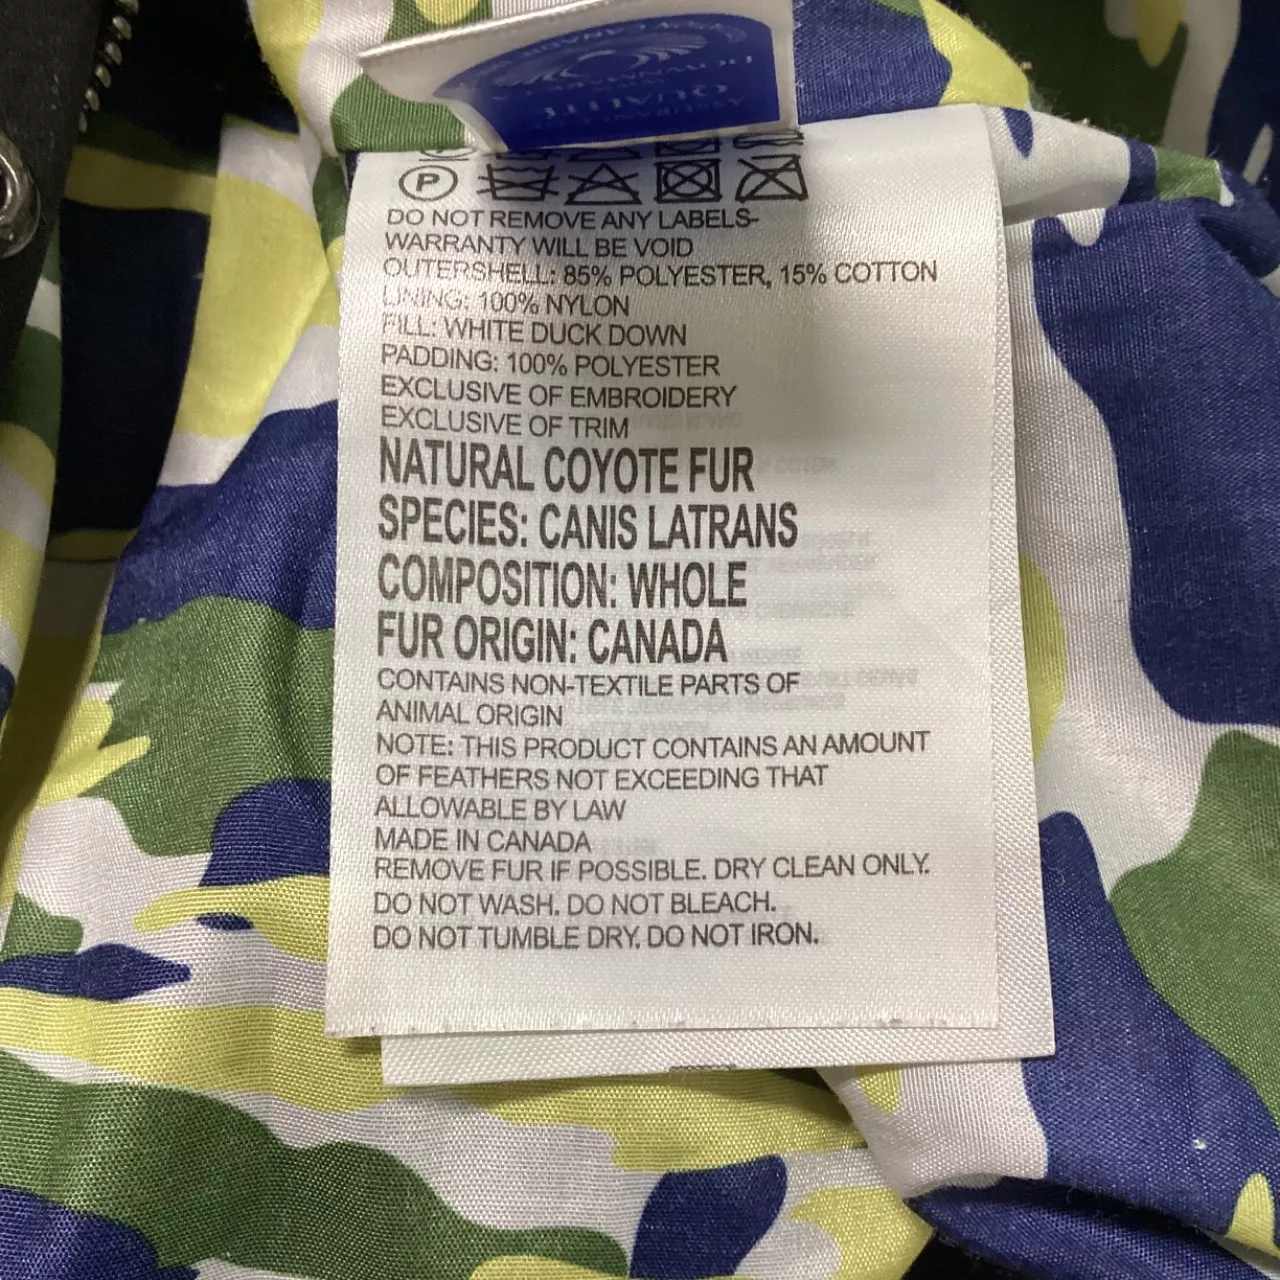 CANADIAN
DOWNMARK
QUALITÉ
P
DO NOT REMOVE ANY LABELS-
WARRANTY WILL BE VOID
OUTERSHELL: 85% POLYESTER, 15% COTTON
LINING: 100% NYLON
FILL: WHITE DUCK DOWN
PADDING: 100% POLYESTER
EXCLUSIVE OF EMBROIDERY
EXCLUSIVE OF TRIM
NATURAL COYOTE FUR
SPECIES: CANIS LATRANS
COMPOSITION: WHOLE
FUR ORIGIN: CANADA
CONTAINS NON-TEXTILE PARTS OF
ANIMAL ORIGIN
NOTE: THIS PRODUCT CONTAINS AN AMOUNT
OF FEATHERS NOT EXCEEDING THAT
ALLOWABLE BY LAW
MADE IN CANADA
REMOVE FUR IF POSSIBLE. DRY CLEAN ONLY.
DO NOT WASH. DO NOT BLEACH.
DO NOT TUMBLE DRY. DO NOT IRON.